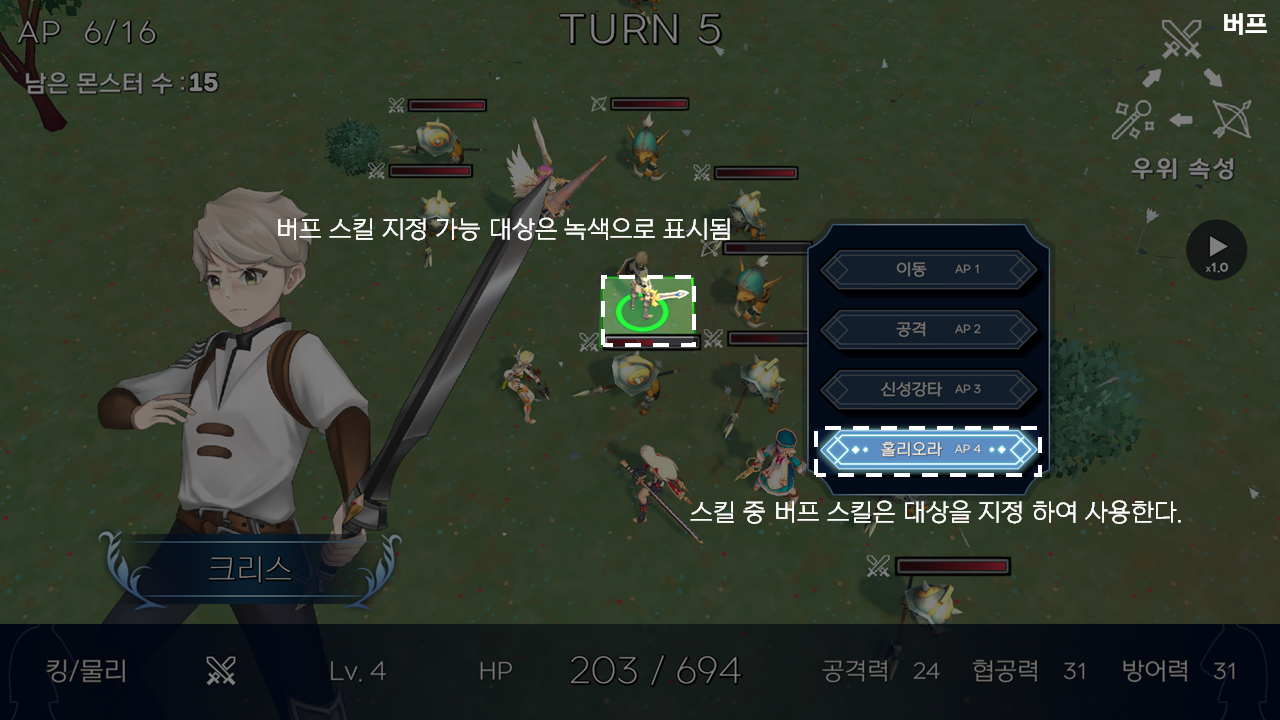 AP 6/16
TURN 5
버프
남은 몬스터 수 :15
우위 속성
버프 스킬 지정 가능 대상은 녹색으로 표시됨
x1.0
이동 AP 1
공격 AP 2
신성강타 AP 3
홀리오라 AP 4
스킬 중 버프 스킬은 대상을 지정 하여 사용한다.
크리스
킹/물리 Lv. 4 HP 203 / 694 공격력 24 협공력 31 방어력 31